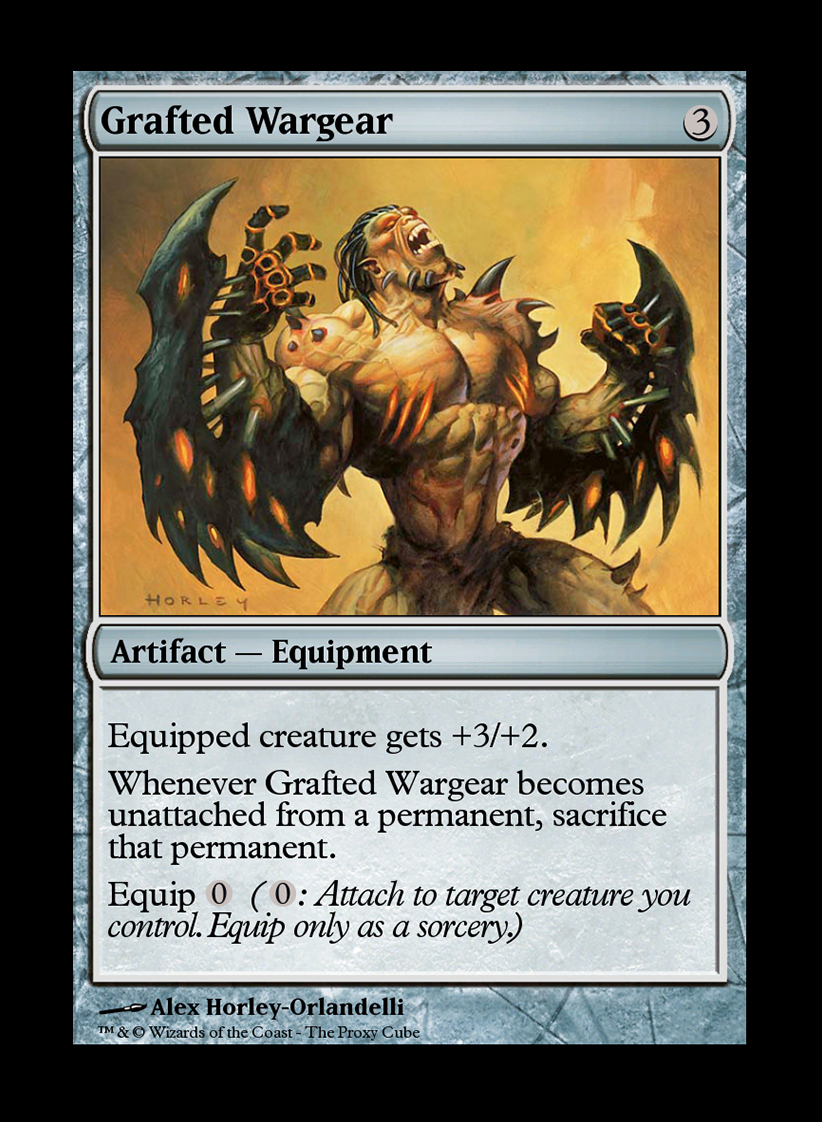 Grafted Wargear 3
HORLEY
Artifact — Equipment
Equipped creature gets +3/+2.
Whenever Grafted Wargear becomes
unattached from a permanent, sacrifice
that permanent.
Equip 0 ( 0: Attach to target creature you
control. Equip only as a sorcery.)
Alex Horley-Orlandelli
™ & © Wizards of the Coast - The Proxy Cube